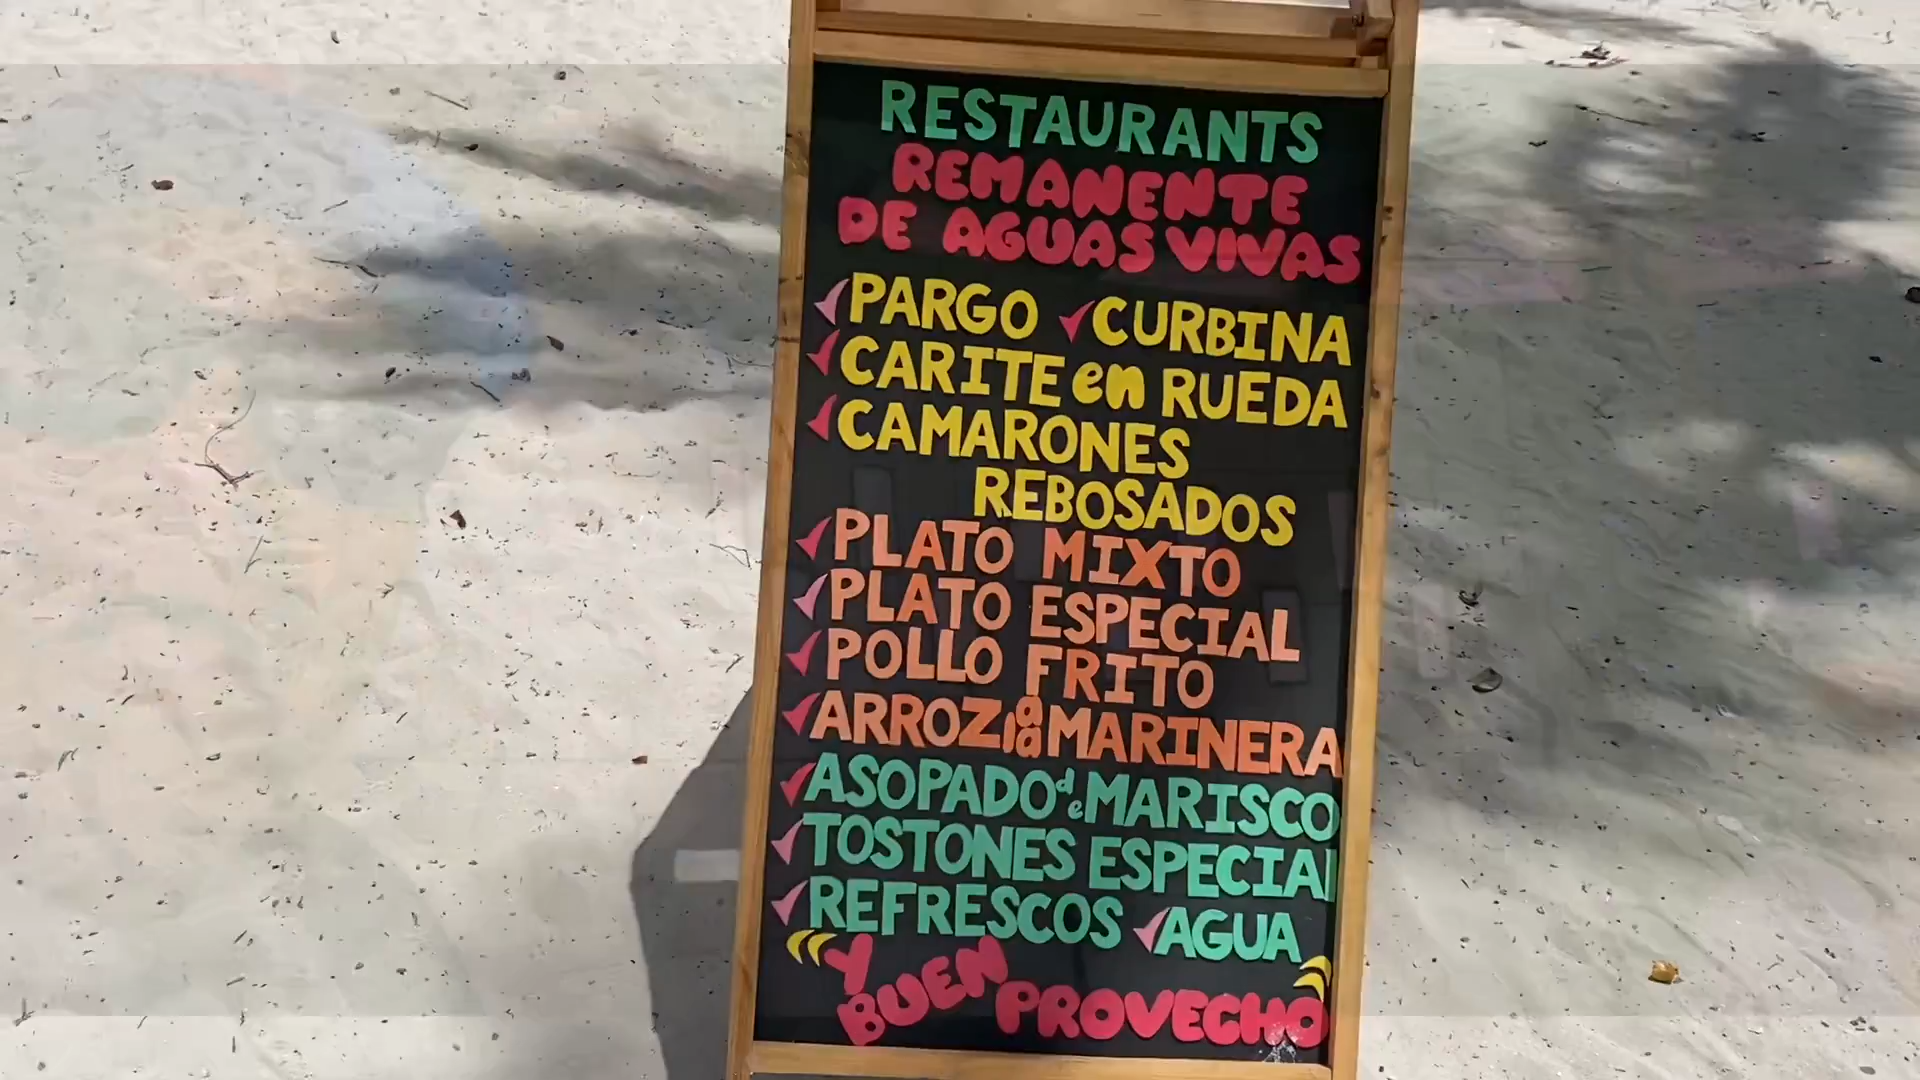 RESTAURANTS
REMANENTE
DE AGUAS VIVAS
PARGO CURBINA
CARITE en RUEDA
CAMARONES
REBOSADOS
PLATO MIXTO
PLATO ESPECIAL
POLLO FRITO
ARROZ a la MARINERA
ASOPADO de MARISCO
TOSTONES ESPECIAL
REFRESCOS AGUA
"Y
BUEN PROVECHO"